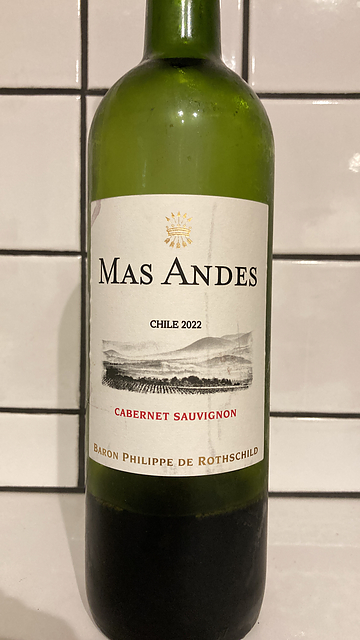 MAS ANDES
CHILE 2022
CABERNET SAUVIGNON
BARON PHILIPPE DE ROTHSCHILD